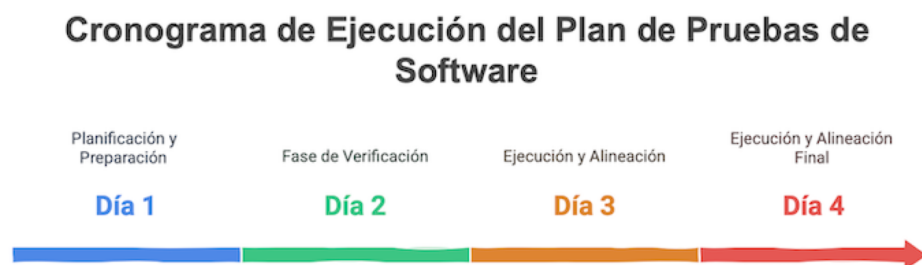 Cronograma de Ejecución del Plan de Pruebas de
Software
Planificación y
Preparación
Día 1
Fase de Verificación
Día 2
Ejecución y Alineación
Día 3
Ejecución y Alineación
Final
Día 4